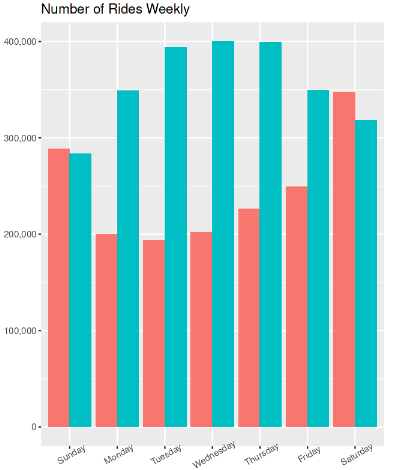 Number of Rides Weekly
400,000
300,000
200,000
100,000
0
Sunday
Monday
Tuesday
Wednesday
Thursday
Friday
Saturday